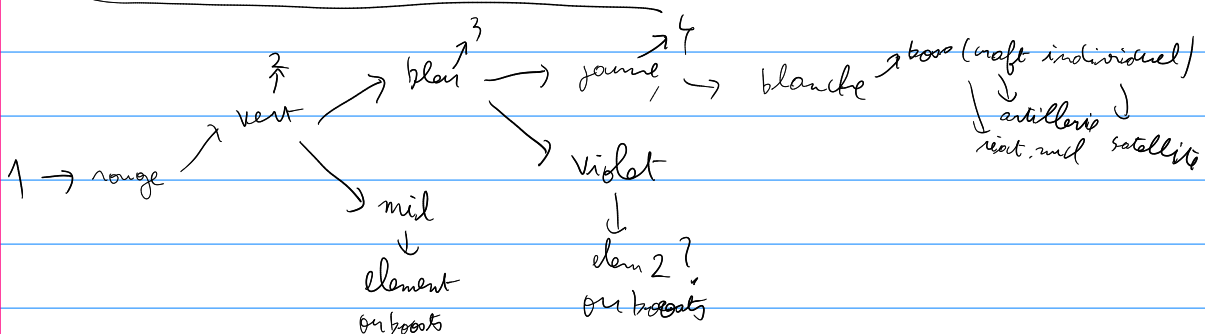 1 → rouge
vert
2
bleu
3
jaune
4
blanche
boss (craft individuel)
artillerie
réact. nucl
satellite
mil
element
ou boosts
violet
elem 2 ?
ou boosts